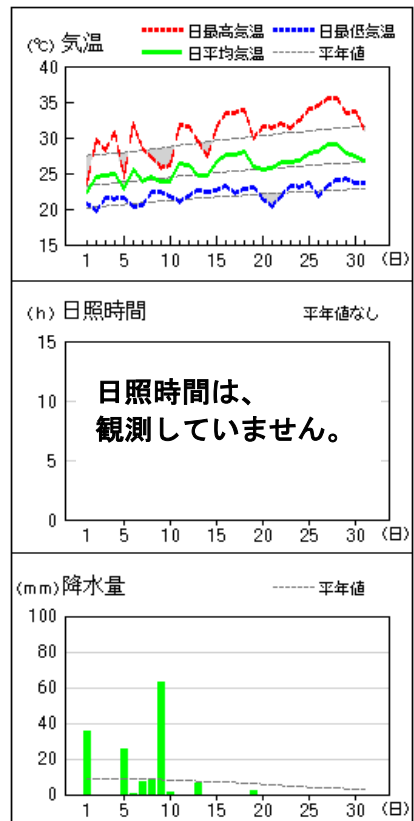 (℃) 気温
日最高気温 日最低気温
日平均気温 平年値
40
35
30
25
20
15
1 5 10 15 20 25 30 (日)
(h) 日照時間 平年値なし
15
10
5
0
日照時間は、
観測していません。
1 5 10 15 20 25 30 (日)
(mm) 降水量 平年値
100
80
60
40
20
0
1 5 10 15 20 25 30 (日)